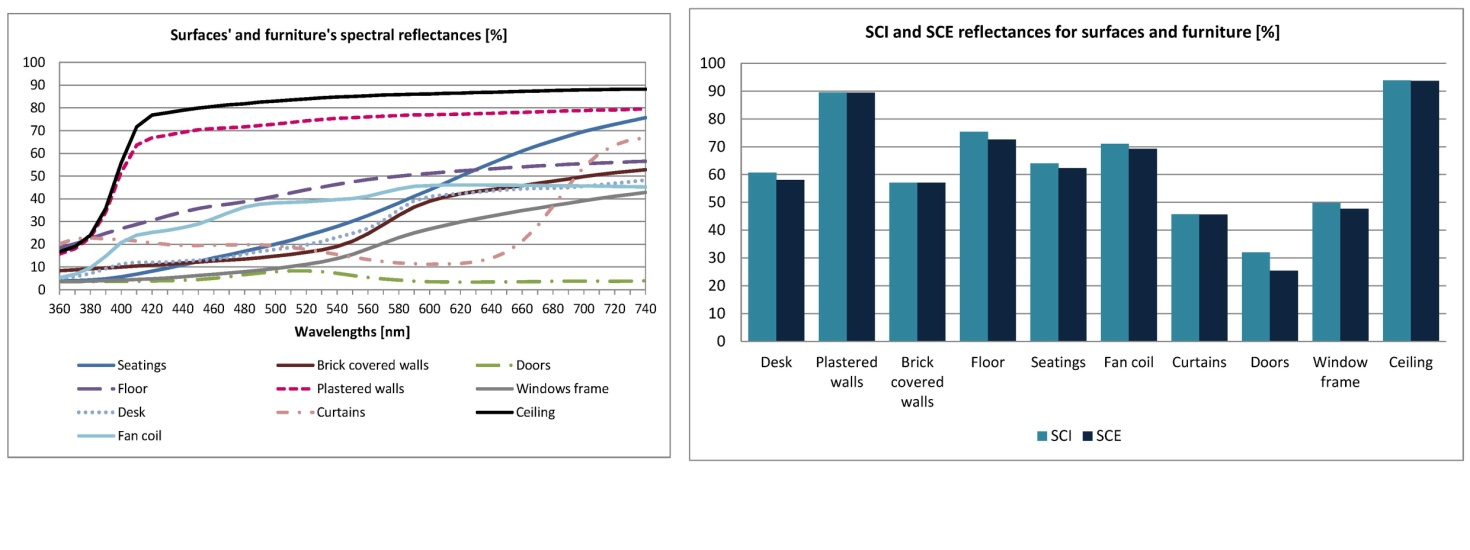 Surfaces' and furniture's spectral reflectances [%]
100
90
80
70
60
50
40
30
20
10
0
360 380 400 420 440 460 480 500 520 540 560 580 600 620 640 660 680 700 720 740
Wavelengths [nm]
Seatings Brick covered walls Doors
Floor Plastered walls Windows frame
Desk Curtains Ceiling
Fan coil
SCI and SCE reflectances for surfaces and furniture [%]
100
90
80
70
60
50
40
30
20
10
0
Desk Plastered Brick Floor Seatings Fan coil Curtains Doors Window Ceiling
walls covered frame
walls
SCI SCE